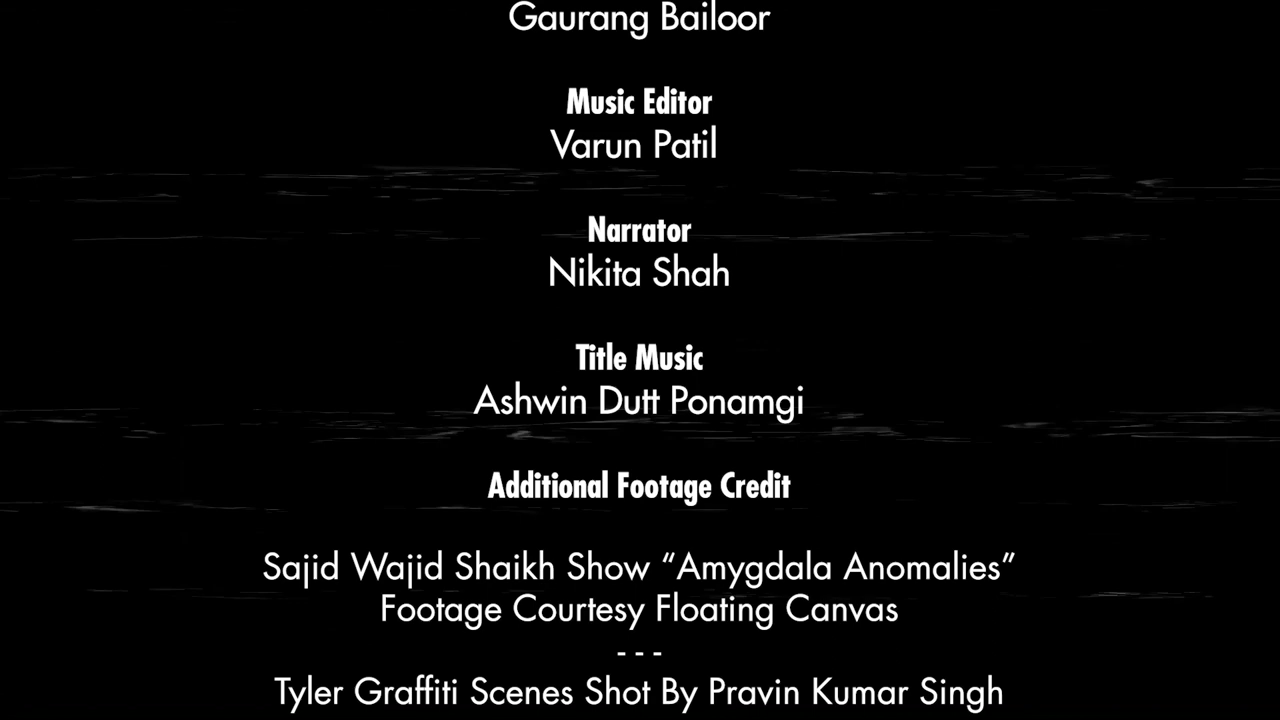 Gaurang Bailoor
Music Editor
Varun Patil
Narrator
Nikita Shah
Title Music
Ashwin Dutt Ponamgi
Additional Footage Credit
Sajid Wajid Shaikh Show “Amygdala Anomalies”
Footage Courtesy Floating Canvas
- - -
Tyler Graffiti Scenes Shot By Pravin Kumar Singh